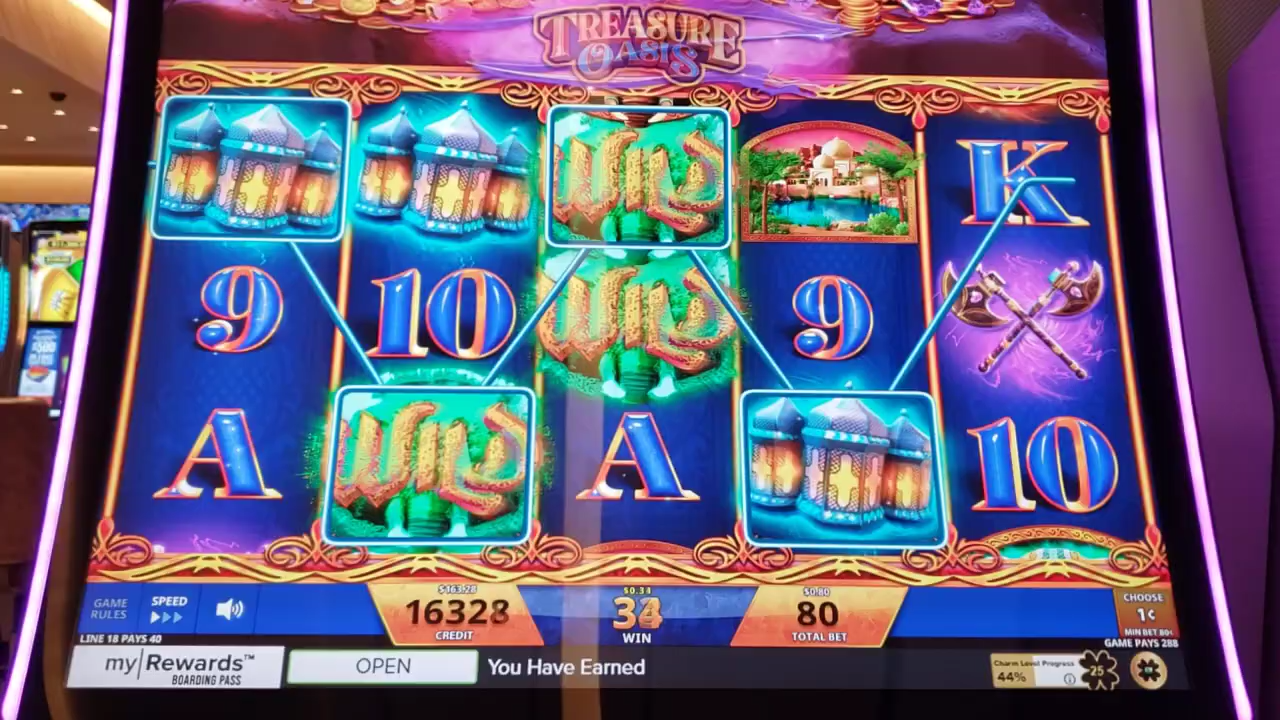 TREASURE
OASIS
WILD
K
9
10
WILD
9
A
WILD
A
10
GAME
RULES
SPEED
$163.28
16328
CREDIT
$0.34
34
WIN
$0.80
80
TOTAL BET
CHOOSE
1¢
MIN BET 80¢
LINE 18 PAYS 40
GAME PAYS 288
my|Rewards™
BOARDING PASS
OPEN
You Have Earned
Charm Level Progress
44%
25